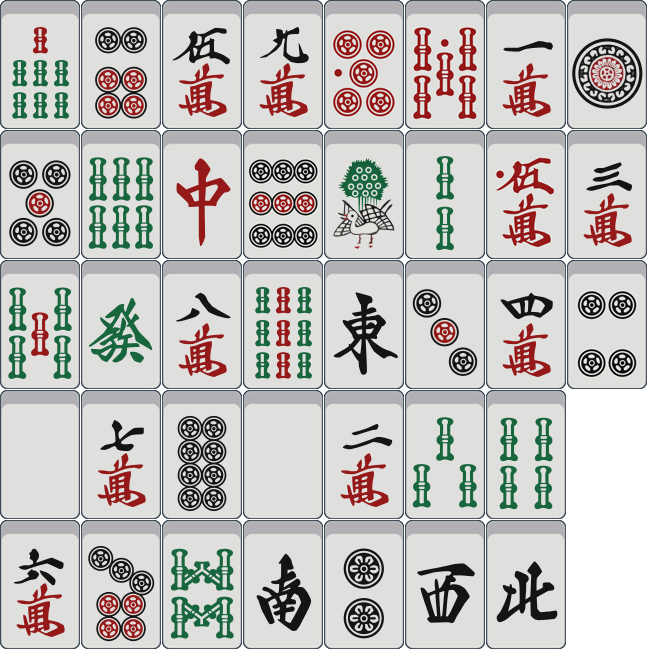 伍萬 九萬 一萬
中 伍萬 三萬
發 八萬 東 四萬
七萬 二萬
六萬 南 西 北